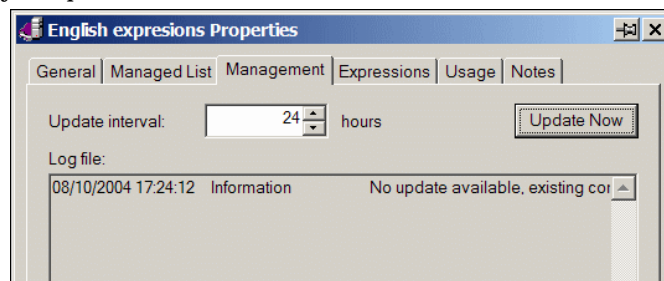 English expresions Properties
General Managed List Management Expressions Usage Notes
Update interval: 24 hours Update Now
Log file:
08/10/2004 17:24:12 Information No update available, existing cor